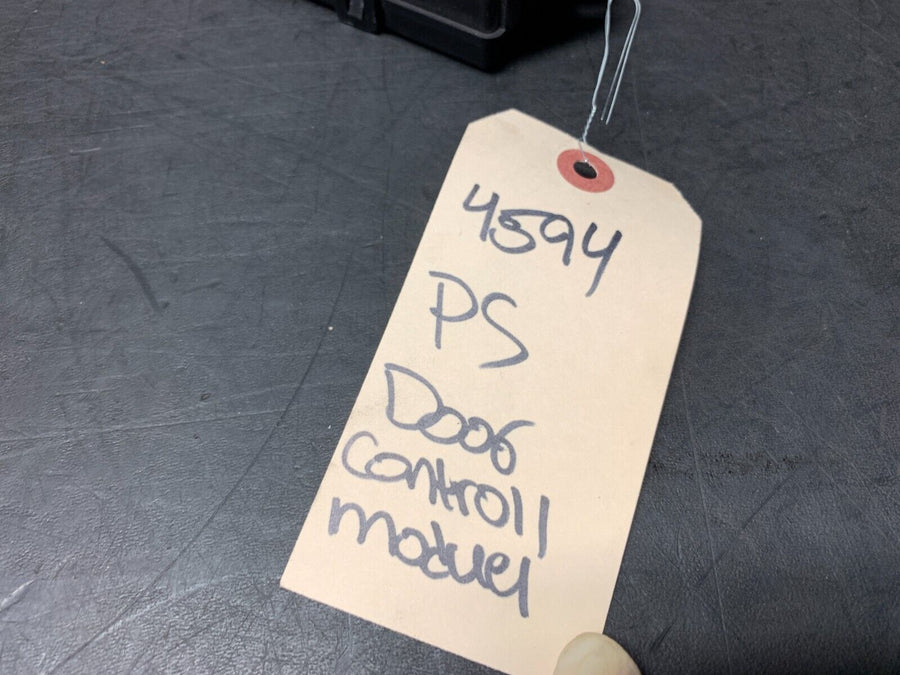 4594
PS
Door
Controll
moduel